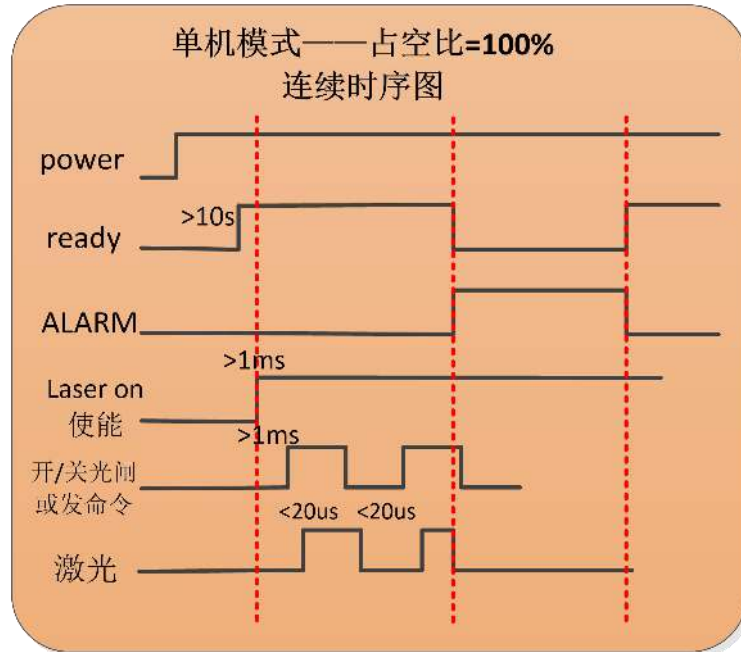 单机模式——占空比=100%
连续时序图
power
>10s
ready
ALARM
>1ms
Laser on
使能
>1ms
开/关光闸
或发命令
<20us <20us
激光